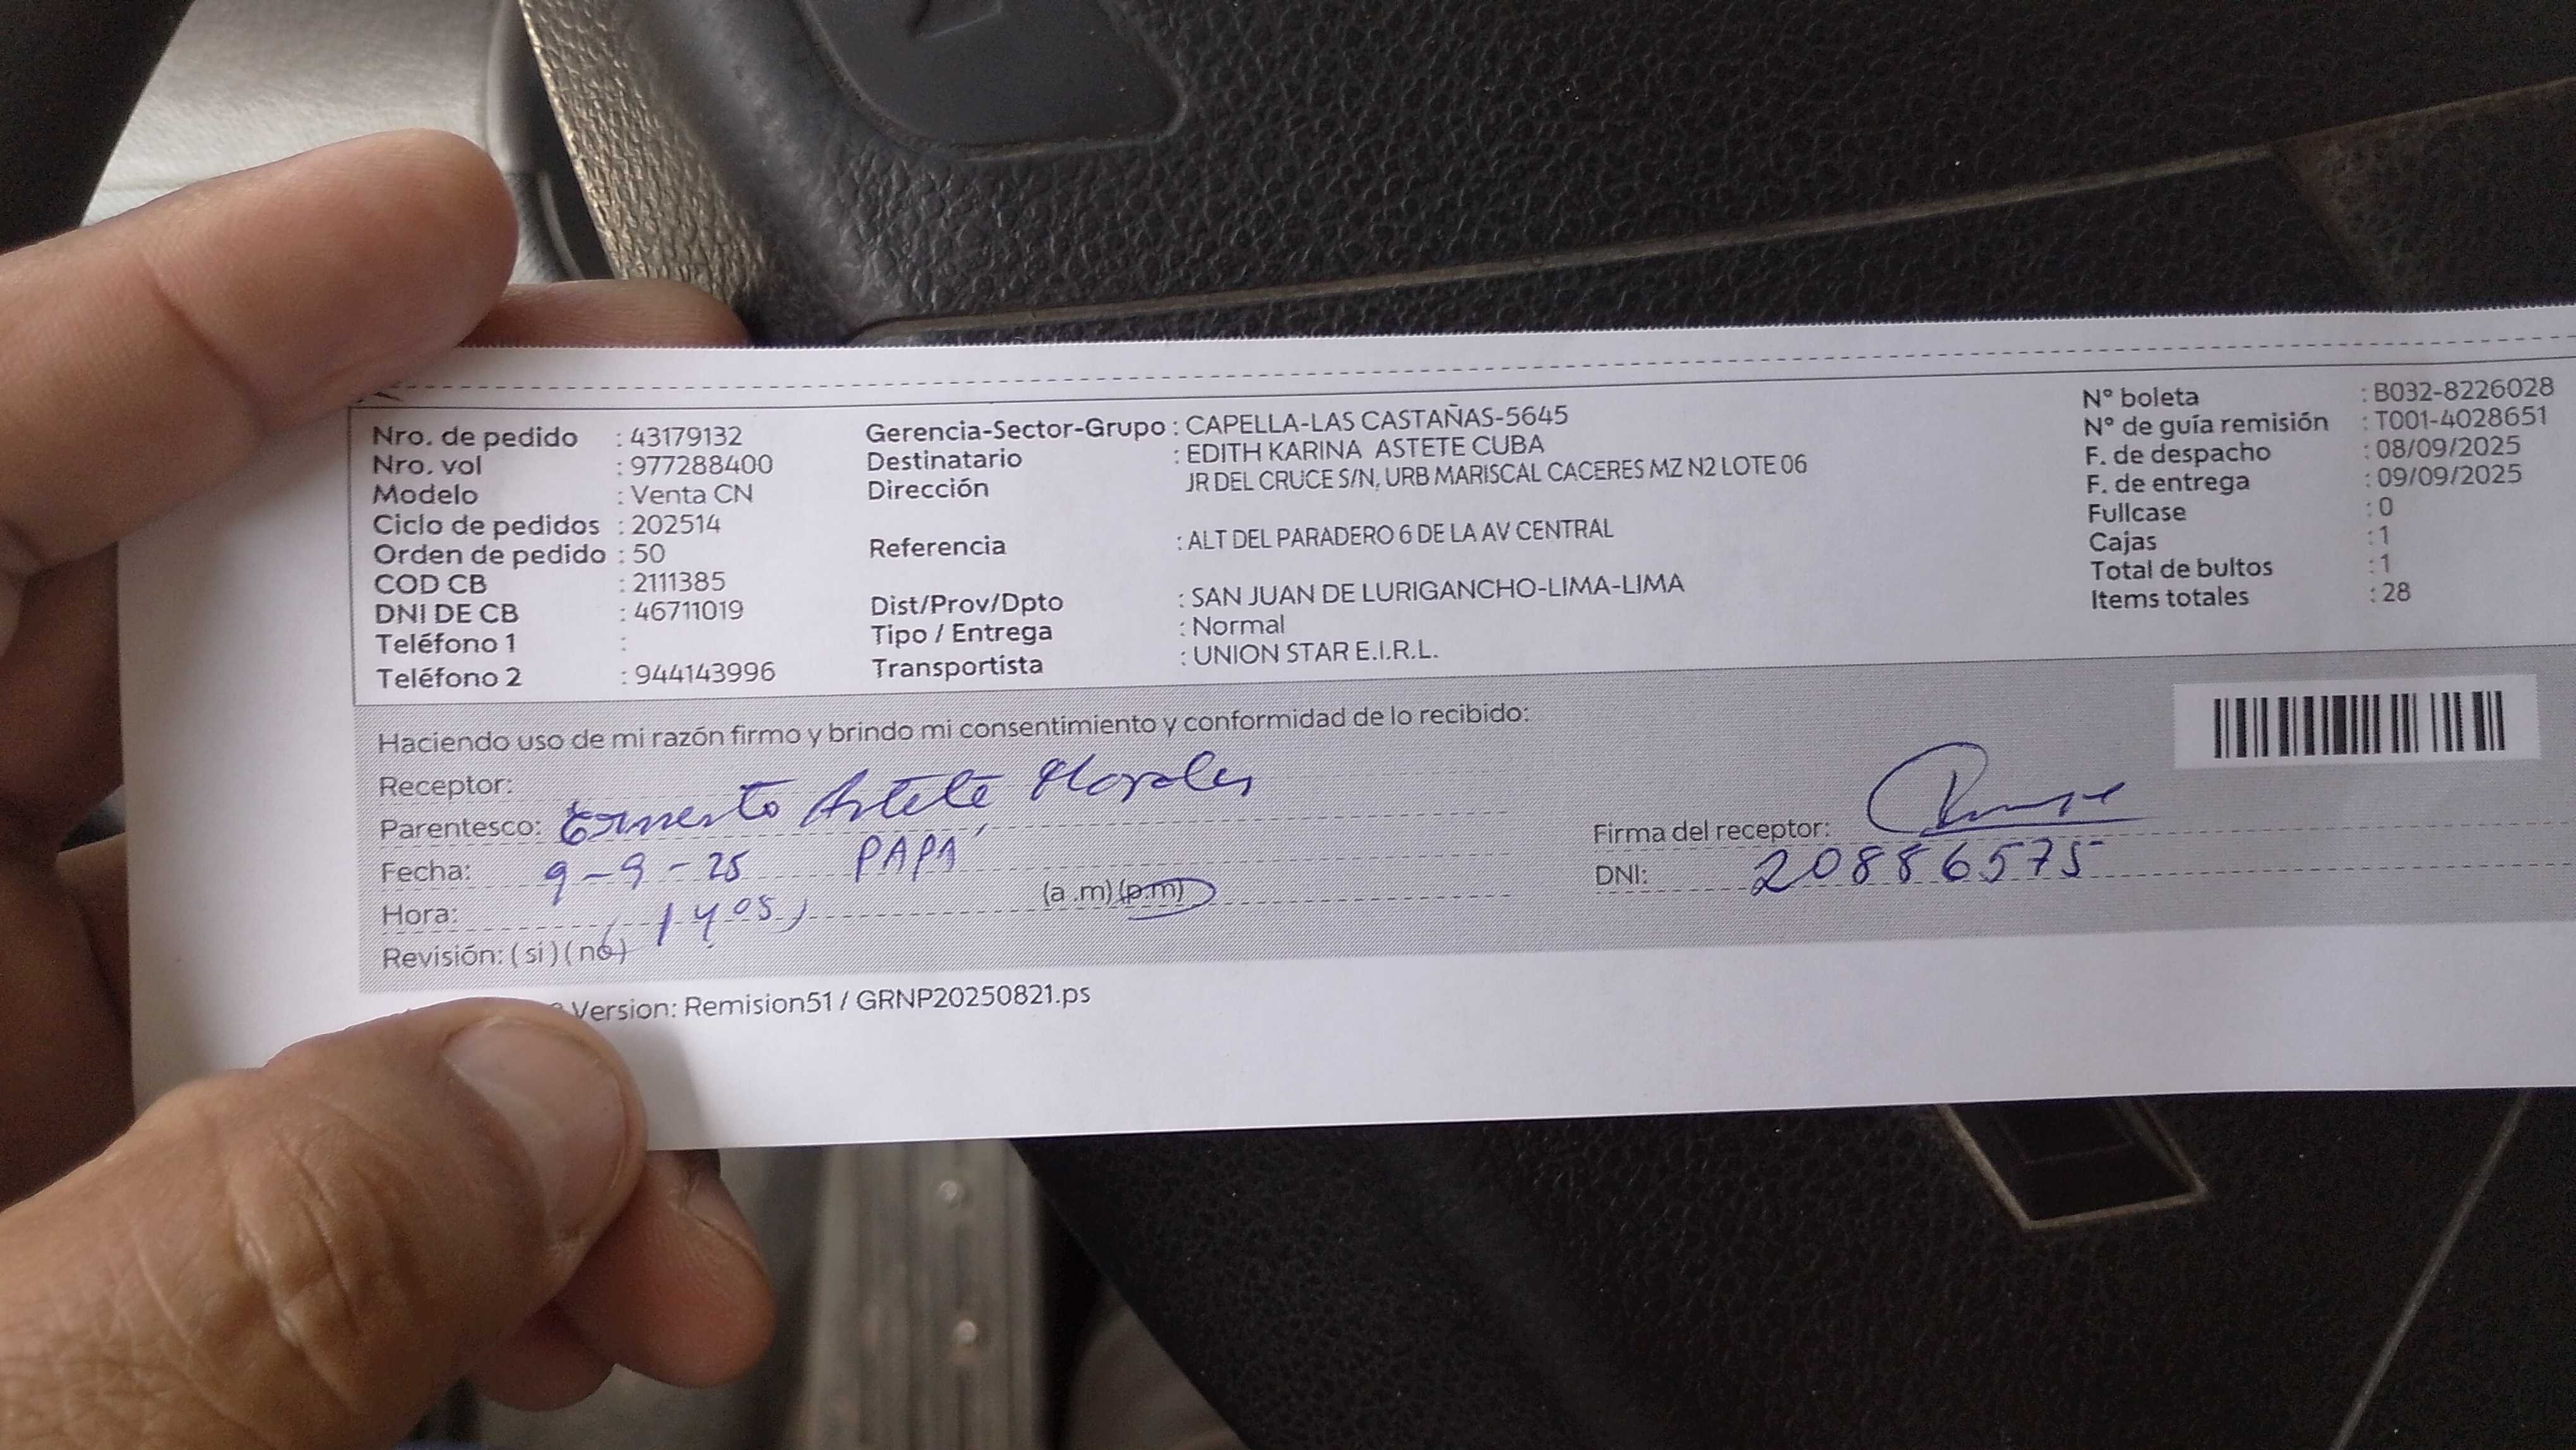 Nro. de pedido : 43179132
Nro. vol : 977288400
Modelo : Venta CN
Ciclo de pedidos : 202514
Orden de pedido : 50
COD CB : 2111385
DNI DE CB : 46711019
Teléfono 1 :
Teléfono 2 : 944143996
Gerencia-Sector-Grupo : CAPELLA-LAS CASTAÑAS-5645
Destinatario : EDITH KARINA ASTETE CUBA
Dirección JR DEL CRUCE S/N, URB MARISCAL CACERES MZ N2 LOTE 06
Referencia : ALT DEL PARADERO 6 DE LA AV CENTRAL
Dist/Prov/Dpto : SAN JUAN DE LURIGANCHO-LIMA-LIMA
Tipo / Entrega : Normal
Transportista : UNION STAR E.I.R.L.
N° boleta : B032-8226028
N° de guía remisión : T001-4028651
F. de despacho : 08/09/2025
F. de entrega : 09/09/2025
Fullcase : 0
Cajas : 1
Total de bultos : 1
Items totales : 28
Haciendo uso de mi razón firmo y brindo mi consentimiento y conformidad de lo recibido:
Receptor:
Parentesco: Ernesto Astete Morales
Fecha: 9-9-25 PAPÁ
Hora: 14:05 (a.m)(p.m)
Revisión: (si)(no)
Firma del receptor:
DNI: 20886575
Version: Remision51 / GRNP20250821.ps